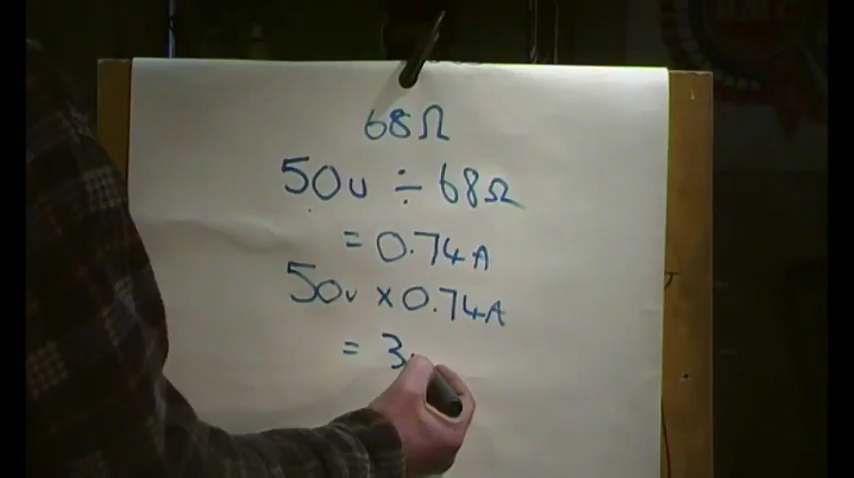 68Ω
50v ÷ 68Ω
= 0.74A
50v × 0.74A
= 3